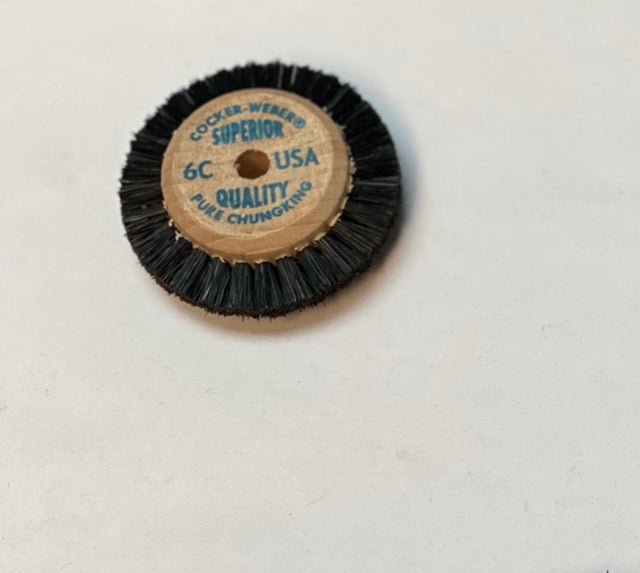 COCKER-WEBER®
SUPERIOR
6C USA
QUALITY
PURE CHUNGKING